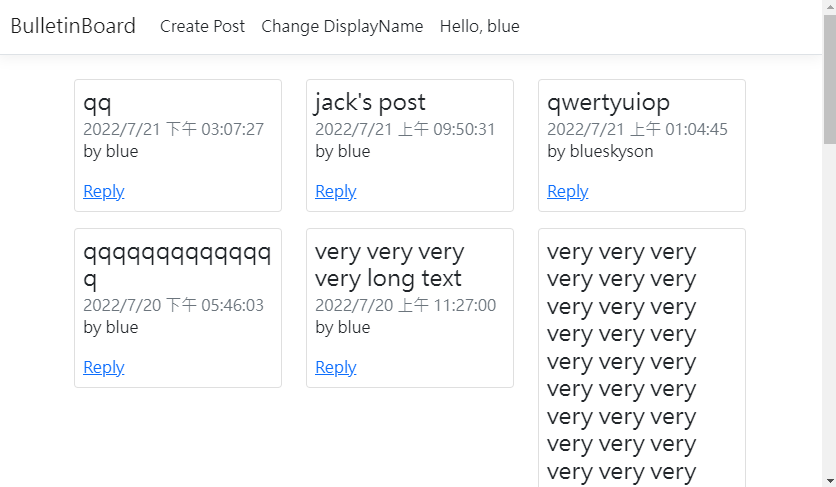 BulletinBoard Create Post Change DisplayName Hello, blue
qq
2022/7/21 下午 03:07:27
by blue
Reply
jack's post
2022/7/21 上午 09:50:31
by blue
Reply
qwertyuiop
2022/7/21 上午 01:04:45
by blueskyson
Reply
qqqqqqqqqqqqq
q
2022/7/20 下午 05:46:03
by blue
Reply
very very very
very long text
2022/7/20 上午 11:27:00
by blue
Reply
very very very
very very very
very very very
very very very
very very very
very very very
very very very
very very very
very very very